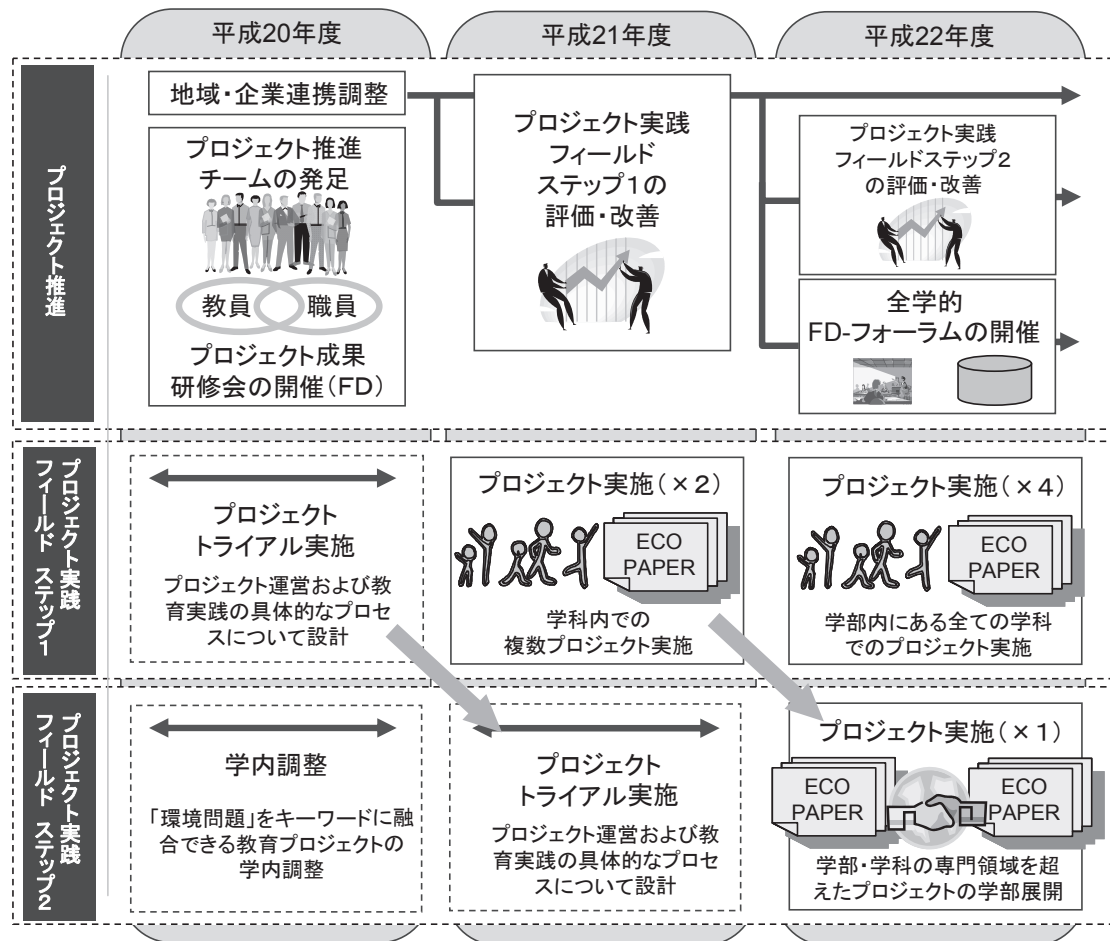 平成20年度
平成21年度
平成22年度
プロジェクト推進
地域・企業連携調整
プロジェクト推進
チームの発足
教員
職員
プロジェクト成果
研修会の開催(FD)
プロジェクト実践
フィールド
ステップ1の
評価・改善
プロジェクト実践
フィールドステップ2
の評価・改善
全学的
FD-フォーラムの開催
プロジェクト実践
フィールド ステップ1
プロジェクト
トライアル実施
プロジェクト運営および教
育実践の具体的なプロセ
スについて設計
プロジェクト実施(×2)
ECO
PAPER
学科内での
複数プロジェクト実施
プロジェクト実施(×4)
ECO
PAPER
学部内にある全ての学科
でのプロジェクト実施
プロジェクト実践
フィールド ステップ2
学内調整
「環境問題」をキーワードに融
合できる教育プロジェクトの
学内調整
プロジェクト
トライアル実施
プロジェクト運営および教
育実践の具体的なプロセ
スについて設計
プロジェクト実施(×1)
ECO
PAPER
ECO
PAPER
学部・学科の専門領域を超
えたプロジェクトの学部展開